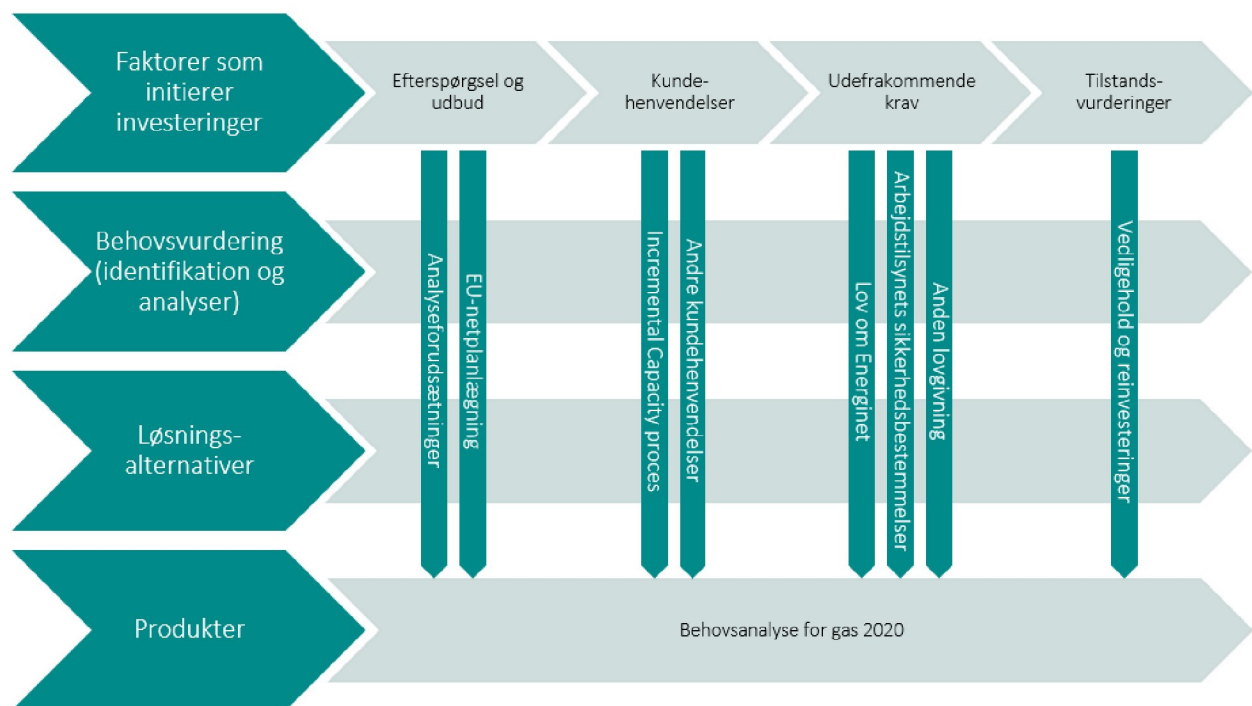 Faktorer som
initierer
investeringer
Efterspørgsel og
udbud
Kunde-
henvendelser
Udefrakommende
krav
Tilstands-
vurderinger
Behovsvurdering
(identifikation og
analyser)
Analyseforudsætninger
EU-netplanlægning
Incremental Capacity proces
Andre kundehenvendelser
Lov om Energinet
Arbejdstilsynets sikkerhedsbestemmelser
Anden lovgivning
Vedligehold og reinvesteringer
Løsnings-
alternativer
Produkter
Behovsanalyse for gas 2020